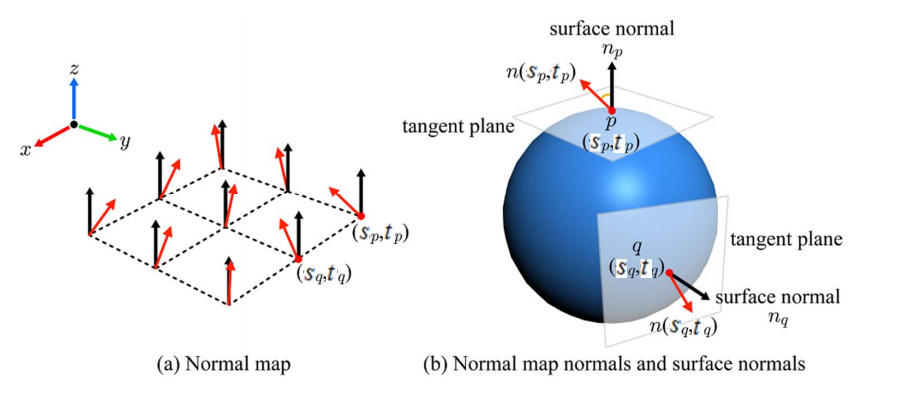 surface normal
n_p
n(s_p,t_p)
z
tangent plane
p
(s_p,t_p)
x
y
(s_p,t_p)
tangent plane
q
(s_q,t_q)
(s_q,t_q)
surface normal
n_q
n(s_q,t_q)
(a) Normal map
(b) Normal map normals and surface normals